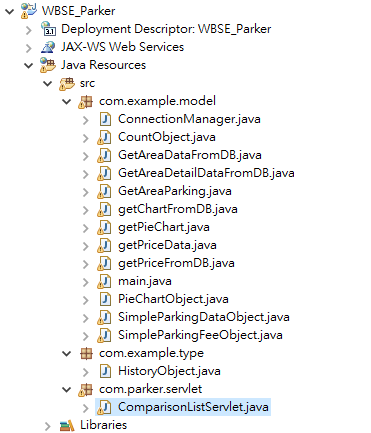 WBSE_Parker
Deployment Descriptor: WBSE_Parker
JAX-WS Web Services
Java Resources
src
com.example.model
ConnectionManager.java
CountObject.java
GetAreaDataFromDB.java
GetAreaDetailDataFromDB.java
GetAreaParking.java
getChartFromDB.java
getPieChart.java
getPriceData.java
getPriceFromDB.java
main.java
PieChartObject.java
SimpleParkingDataObject.java
SimpleParkingFeeObject.java
com.example.type
HistoryObject.java
com.parker.servlet
ComparisonListServlet.java
Libraries